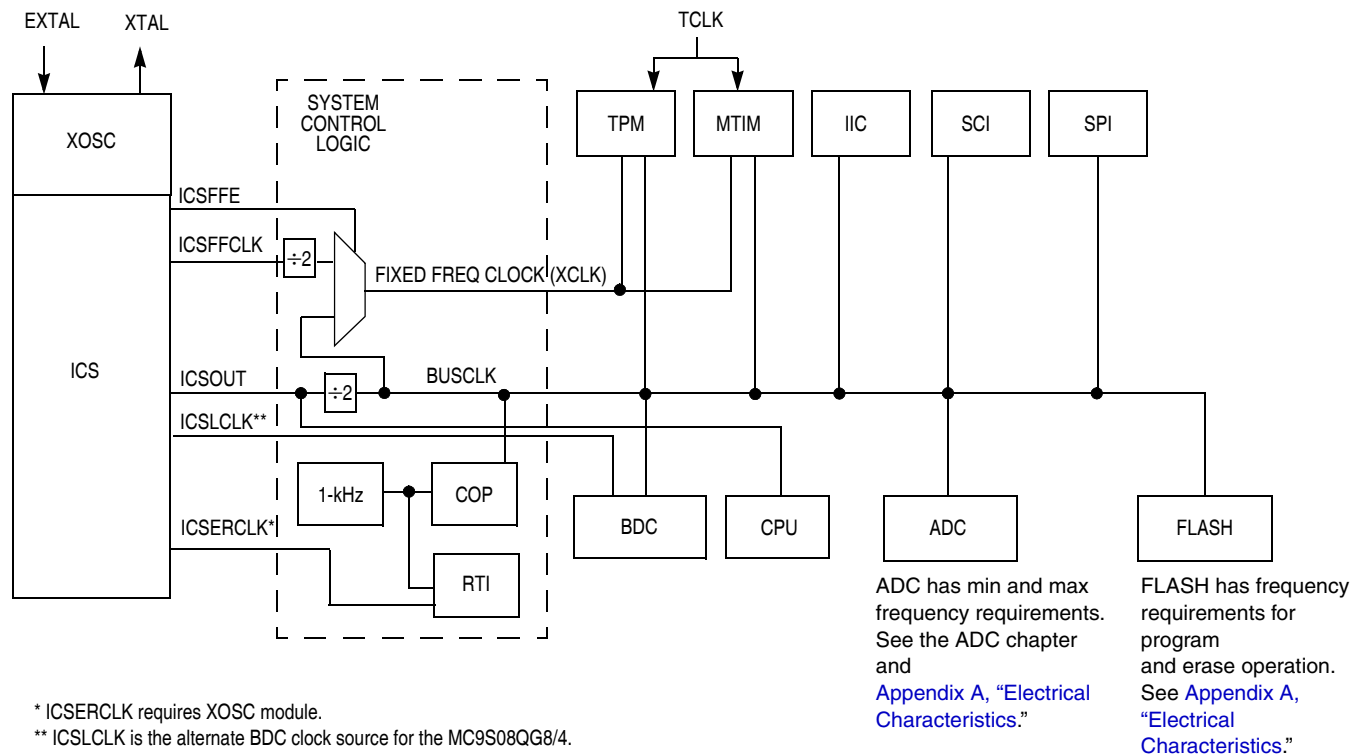 EXTAL
XTAL
TCLK
SYSTEM
CONTROL
LOGIC
XOSC
TPM
MTIM
IIC
SCI
SPI
ICSFFE
ICSFFCLK
÷2
FIXED FREQ CLOCK (XCLK)
ICS
ICSOUT
÷2
BUSCLK
ICSLCLK**
1-kHz
COP
ICSERCLK*
RTI
BDC
CPU
ADC
FLASH
ADC has min and max
frequency requirements.
See the ADC chapter
and
Appendix A, “Electrical
Characteristics.”
FLASH has frequency
requirements for
program
and erase operation.
See Appendix A,
“Electrical
Characteristics.”
* ICSERCLK requires XOSC module.
** ICSLCLK is the alternate BDC clock source for the MC9S08QG8/4.